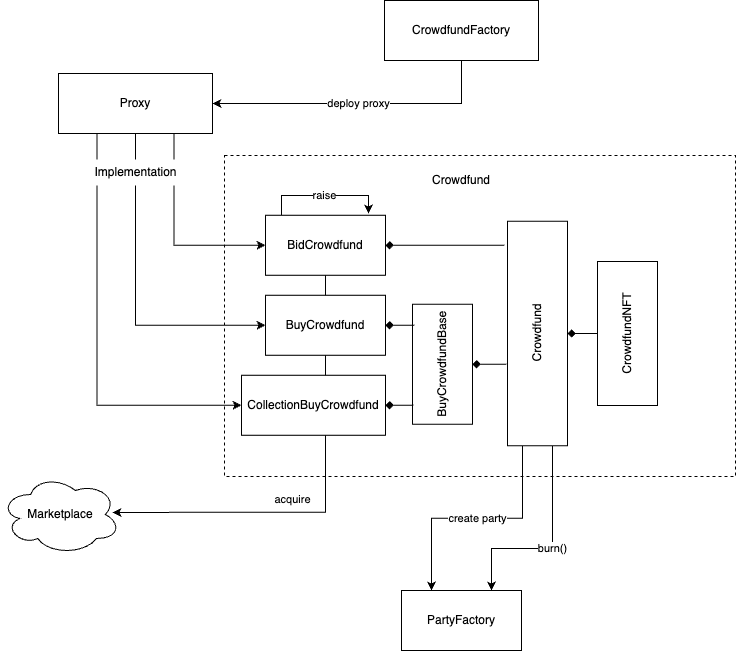 CrowdfundFactory
Proxy
deploy proxy
Implementation
Crowdfund
raise
BidCrowdfund
BuyCrowdfund
BuyCrowdfundBase
Crowdfund
CrowdfundNFT
CollectionBuyCrowdfund
acquire
Marketplace
create party
burn()
PartyFactory